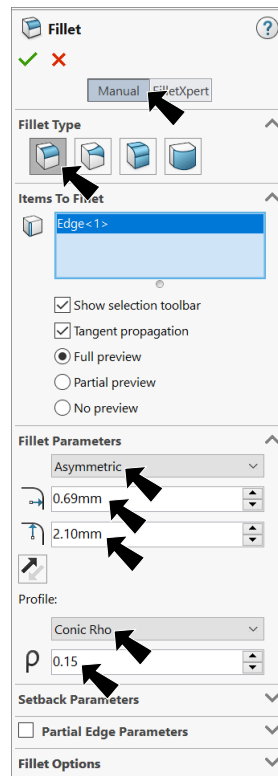 Fillet
?
Manual FilletXpert
Fillet Type
Items To Fillet
Edge<1>
Show selection toolbar
Tangent propagation
Full preview
Partial preview
No preview
Fillet Parameters
Asymmetric
0.69mm
2.10mm
Profile:
Conic Rho
ρ 0.15
Setback Parameters
Partial Edge Parameters
Fillet Options